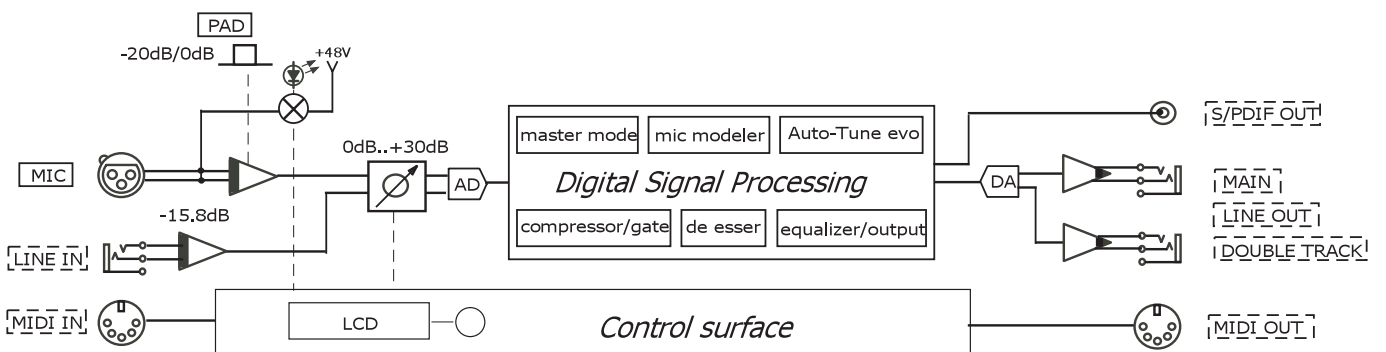 PAD
-20dB/0dB
+48V
MIC
-15.8dB
LINE IN
MIDI IN
0dB..+30dB
AD
master mode
mic modeler
Auto-Tune evo
Digital Signal Processing
compressor/gate
de esser
equalizer/output
DA
S/PDIF OUT
MAIN
LINE OUT
DOUBLE TRACK
LCD
Control surface
MIDI OUT